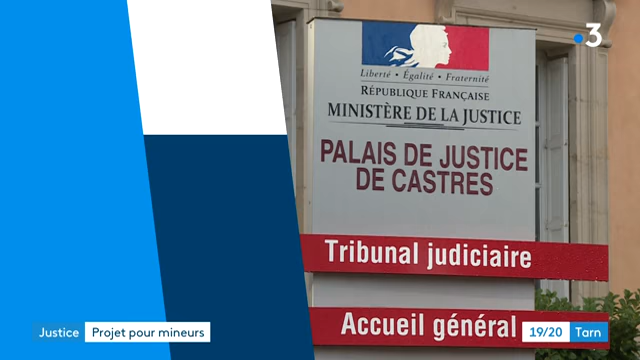 3
Liberté • Égalité • Fraternité
RÉPUBLIQUE FRANÇAISE
MINISTÈRE DE LA JUSTICE
PALAIS DE JUSTICE
DE CASTRES
Tribunal judiciaire
Accueil général
Justice Projet pour mineurs 19/20 Tarn